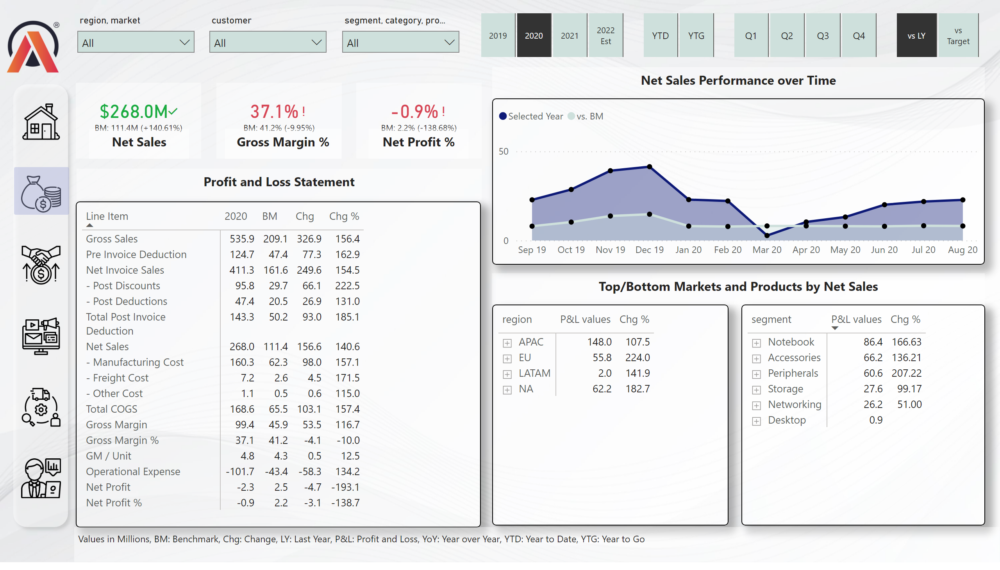 region, market
customer
segment, category, pro...
All
All
All
2019
2020
2021
2022
Est
YTD
YTG
Q1
Q2
Q3
Q4
vs LY
vs
Target
®
$268.0M
BM: 111.4M (+140.61%)
Net Sales
37.1% !
BM: 41.2% (-9.95%)
Gross Margin %
-0.9% !
BM: 2.2% (-138.68%)
Net Profit %
Profit and Loss Statement
Line Item 2020 BM Chg Chg %
Gross Sales 535.9 209.1 326.9 156.4
Pre Invoice Deduction 124.7 47.4 77.3 162.9
Net Invoice Sales 411.3 161.6 249.6 154.5
- Post Discounts 95.8 29.7 66.1 222.5
- Post Deductions 47.4 20.5 26.9 131.0
Total Post Invoice 143.3 50.2 93.0 185.1
Deduction
Net Sales 268.0 111.4 156.6 140.6
- Manufacturing Cost 160.3 62.3 98.0 157.1
- Freight Cost 7.2 2.6 4.5 171.5
- Other Cost 1.1 0.5 0.6 115.0
Total COGS 168.6 65.5 103.1 157.4
Gross Margin 99.4 45.9 53.5 116.7
Gross Margin % 37.1 41.2 -4.1 -10.0
GM / Unit 4.8 4.3 0.5 12.5
Operational Expense -101.7 -43.4 -58.3 134.2
Net Profit -2.3 2.5 -4.7 -193.1
Net Profit % -0.9 2.2 -3.1 -138.7
Net Sales Performance over Time
Selected Year vs. BM
50
0
Sep 19 Oct 19 Nov 19 Dec 19 Jan 20 Feb 20 Mar 20 Apr 20 May 20 Jun 20 Jul 20 Aug 20
Top/Bottom Markets and Products by Net Sales
region P&L values Chg %
APAC 148.0 107.5
EU 55.8 224.0
LATAM 2.0 141.9
NA 62.2 182.7
segment P&L values Chg %
Notebook 86.4 166.63
Accessories 66.2 136.21
Peripherals 60.6 207.22
Storage 27.6 99.17
Networking 26.2 51.00
Desktop 0.9
Values in Millions, BM: Benchmark, Chg: Change, LY: Last Year, P&L: Profit and Loss, YoY: Year over Year, YTD: Year to Date, YTG: Year to Go